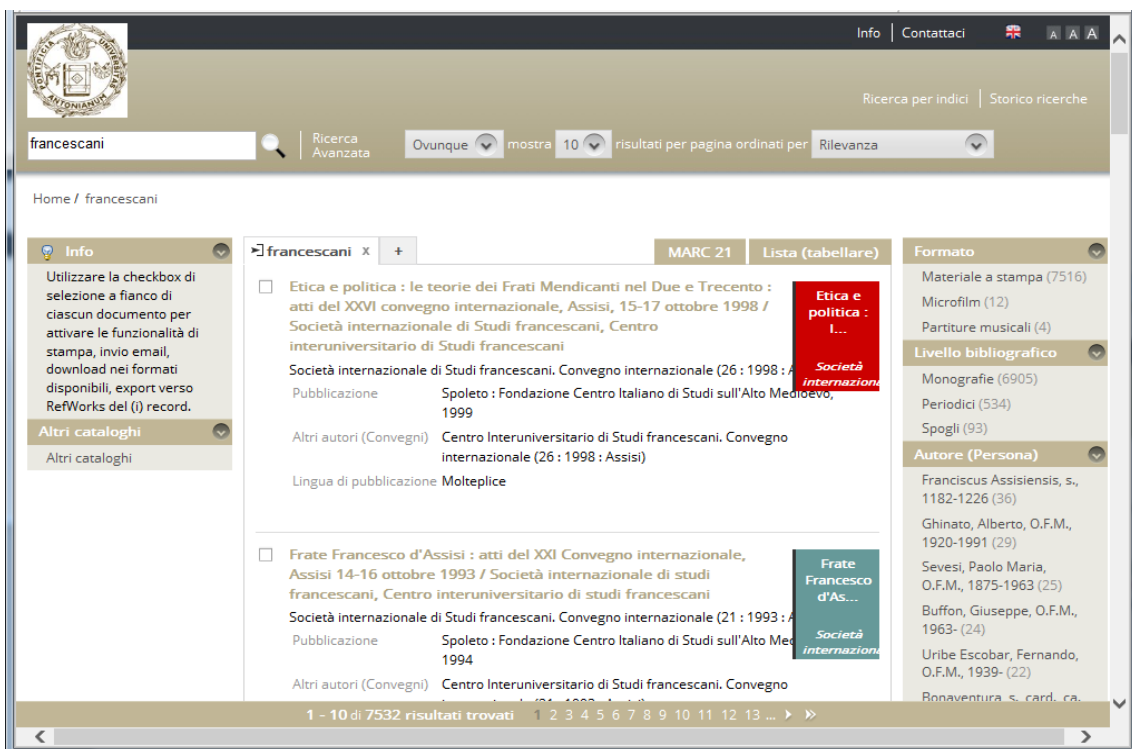 PONTIFICIA UNIVERSITAS ANTONIANUM
Info | Contattaci A A A
Ricerca per indici | Storico ricerche
francescani
Ricerca
Avanzata
Ovunque mostra 10 risultati per pagina ordinati per Rilevanza
Home / francescani
Info
Utilizzare la checkbox di
selezione a fianco di
ciascun documento per
attivare le funzionalità di
stampa, invio email,
download nei formati
disponibili, export verso
RefWorks del (i) record.
Altri cataloghi
Altri cataloghi
francescani x +
MARC 21
Lista (tabellare)
Etica e politica : le teorie dei Frati Mendicanti nel Due e Trecento :
atti del XXVI convegno internazionale, Assisi, 15-17 ottobre 1998 /
Società internazionale di Studi francescani, Centro
interuniversitario di Studi francescani
Società internazionale di Studi francescani. Convegno internazionale (26 : 1998 : A
Pubblicazione Spoleto : Fondazione Centro Italiano di Studi sull'Alto Medioevo,
1999
Altri autori (Convegni) Centro Interuniversitario di Studi francescani. Convegno
internazionale (26 : 1998 : Assisi)
Lingua di pubblicazione Molteplice
Etica e
politica :
l...
Società
internaziona
Frate Francesco d'Assisi : atti del XXI Convegno internazionale,
Assisi 14-16 ottobre 1993 / Società internazionale di studi
francescani, Centro interuniversitario di studi francescani
Società internazionale di Studi francescani. Convegno internazionale (21 : 1993 : A
Pubblicazione Spoleto : Fondazione Centro Italiano di Studi sull'Alto Med
1994
Altri autori (Convegni) Centro Interuniversitario di Studi francescani. Convegno
Frate
Francesco
d'As...
Società
internaziona
Formato
Materiale a stampa (7516)
Microfilm (12)
Partiture musicali (4)
Livello bibliografico
Monografie (6905)
Periodici (534)
Spogli (93)
Autore (Persona)
Franciscus Assisiensis, s.,
1182-1226 (36)
Ghinato, Alberto, O.F.M.,
1920-1991 (29)
Sevesi, Paolo Maria,
O.F.M., 1875-1963 (25)
Buffon, Giuseppe, O.F.M.,
1963- (24)
Uribe Escobar, Fernando,
O.F.M., 1939- (22)
Bonaventura, s., card., ca.
1 - 10 di 7532 risultati trovati 1 2 3 4 5 6 7 8 9 10 11 12 13 ...